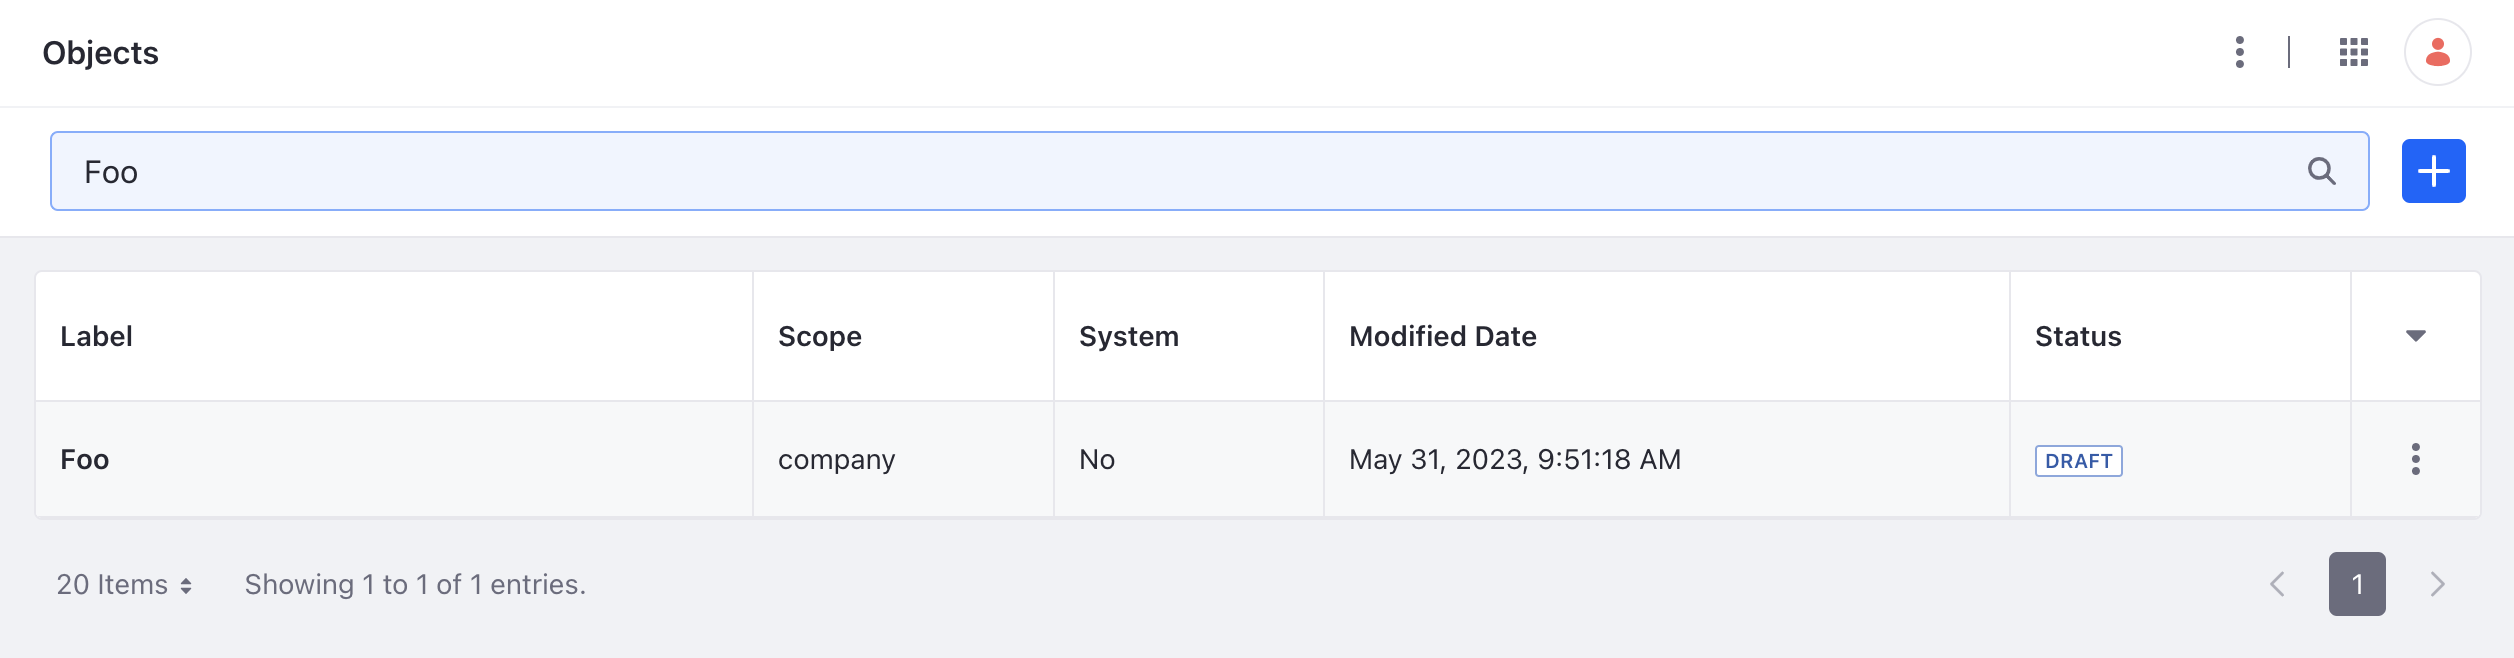 Objects
Foo
Label Scope System Modified Date Status
Foo company No May 31, 2023, 9:51:18 AM DRAFT
20 Items Showing 1 to 1 of 1 entries. 1